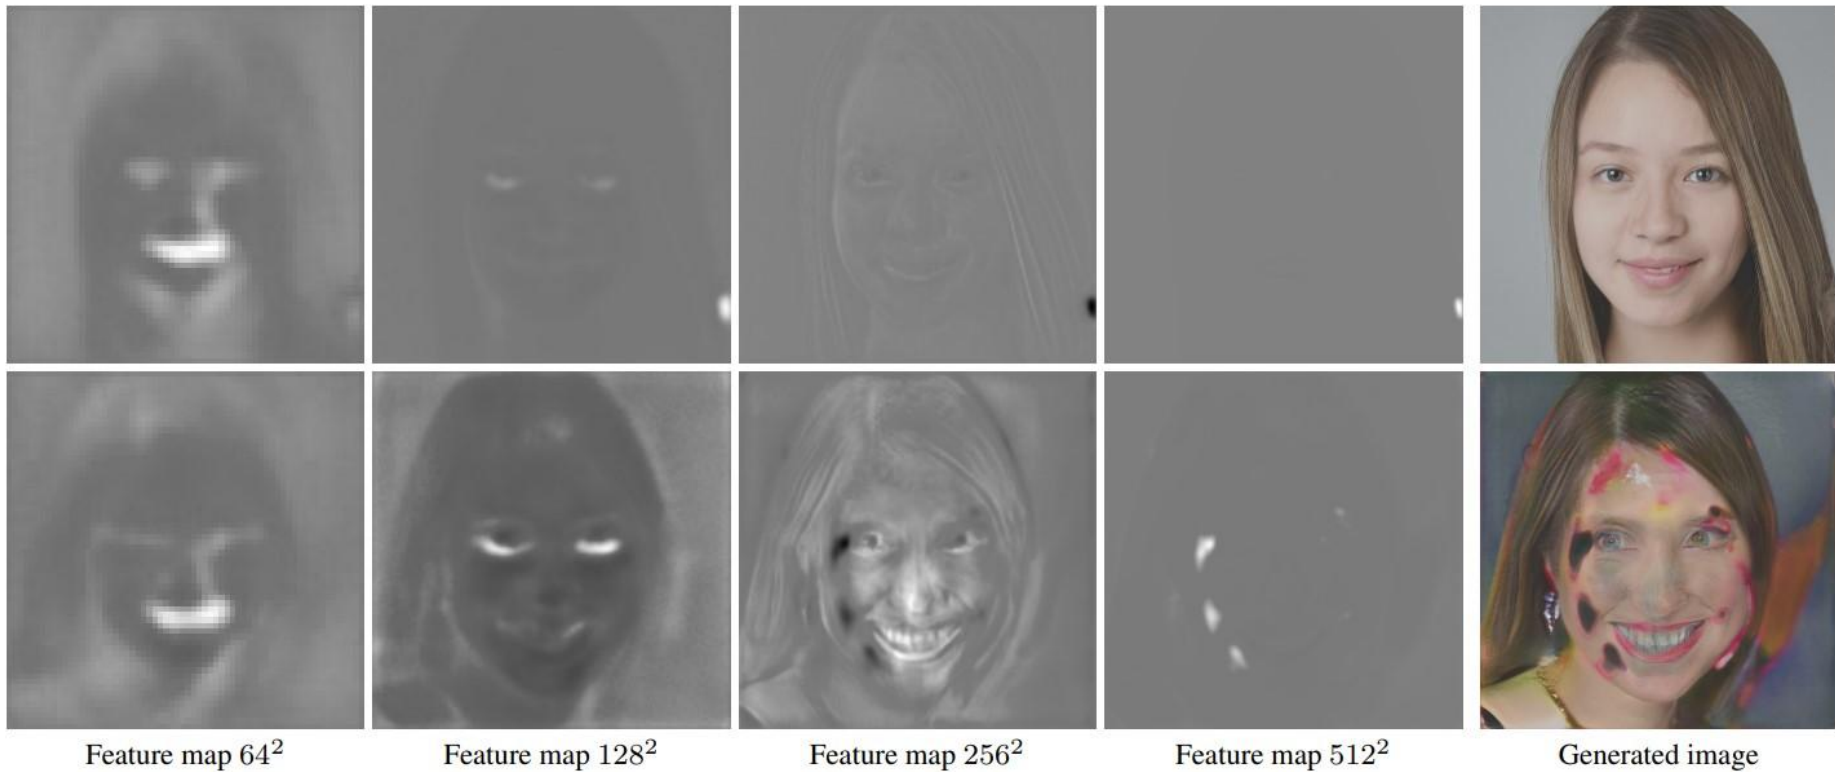 Feature map 64²
Feature map 128²
Feature map 256²
Feature map 512²
Generated image